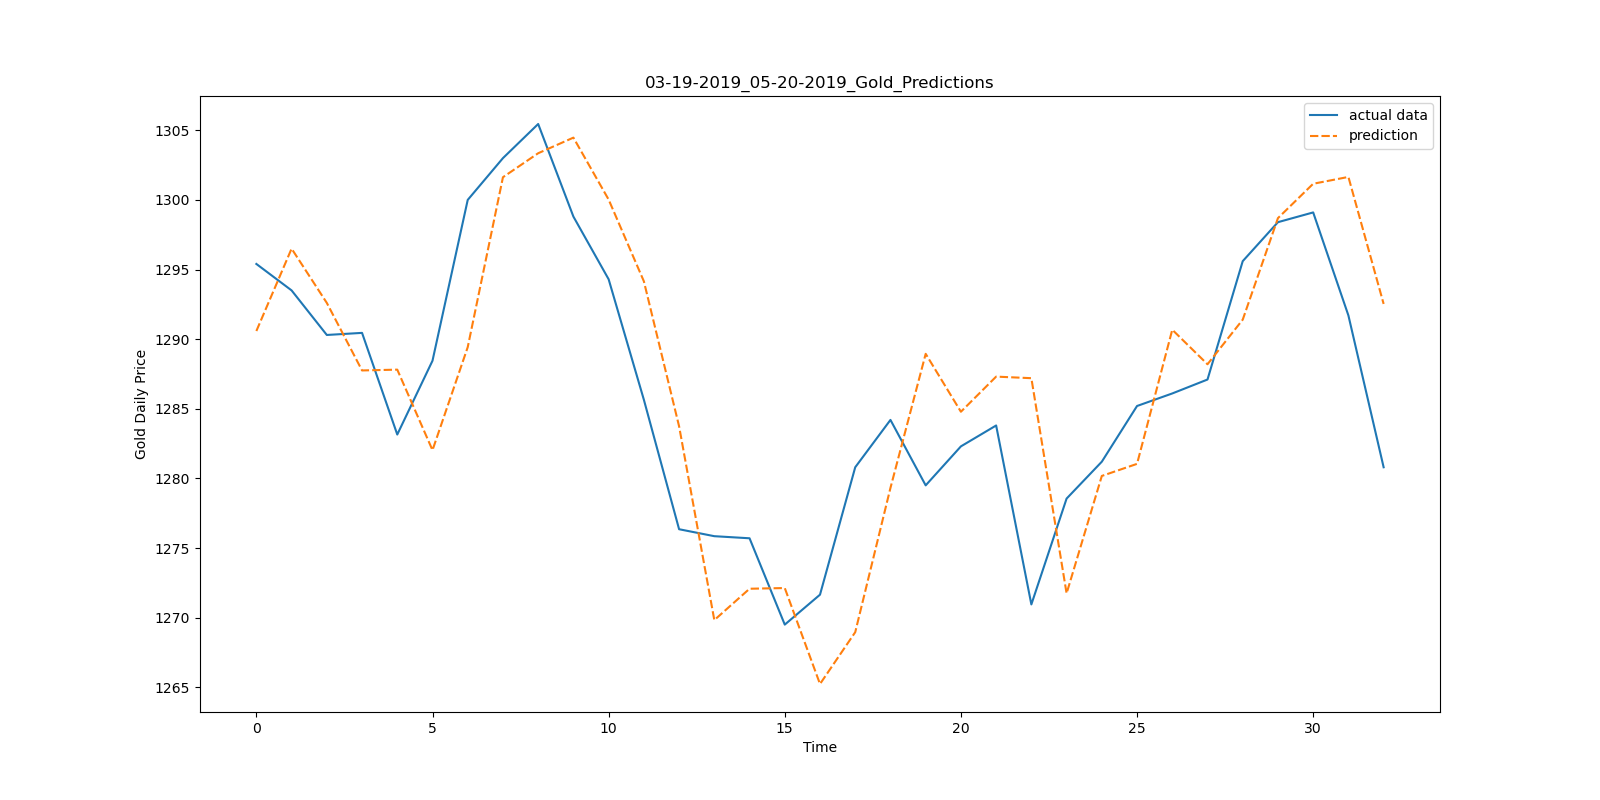 03-19-2019_05-20-2019_Gold_Predictions
actual data
prediction
Gold Daily Price
1305
1300
1295
1290
1285
1280
1275
1270
1265
0 5 10 15 20 25 30
Time